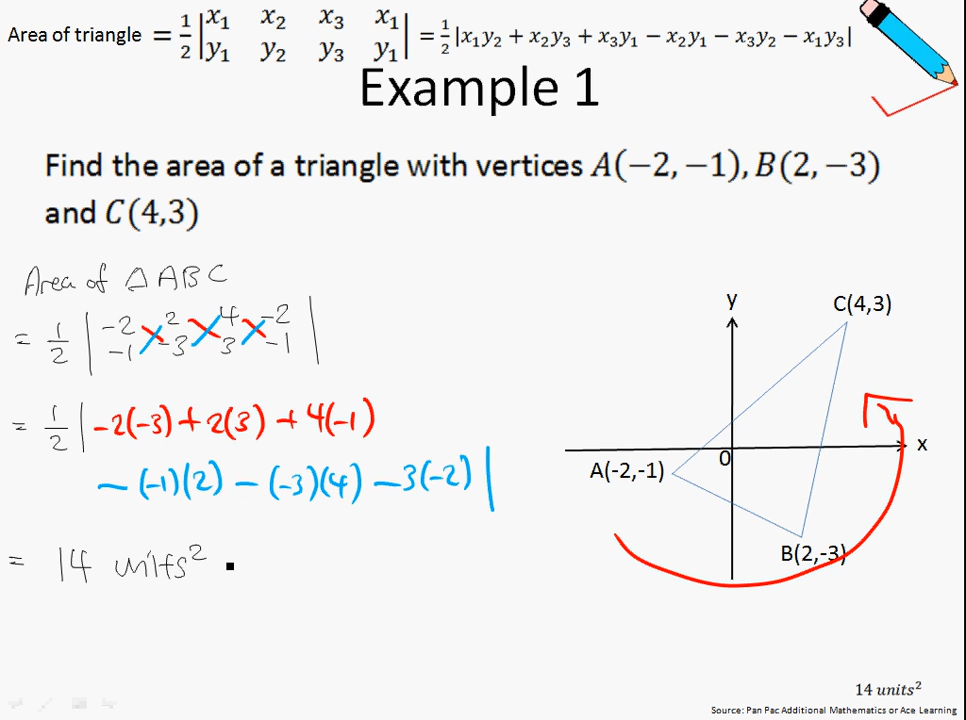 Area of triangle = 1/2 |x₁ x₂ x₃ x₁| = 1/2 |x₁y₂ + x₂y₃ + x₃y₁ − x₂y₁ − x₃y₂ − x₁y₃|
|y₁ y₂ y₃ y₁|
Example 1
Find the area of a triangle with vertices A(−2, −1), B(2, −3)
and C(4,3)
Area of △ABC
= 1/2 | -2 2 4 -2 |
| -1 -3 3 -1 |
= 1/2 | -2(-3) + 2(3) + 4(-1)
- (-1)(2) - (-3)(4) - 3(-2) |
= 14 units² .
y
C(4,3)
x
0
A(-2,-1)
B(2,-3)
14 units²
Source: Pan Pac Additional Mathematics or Ace Learning